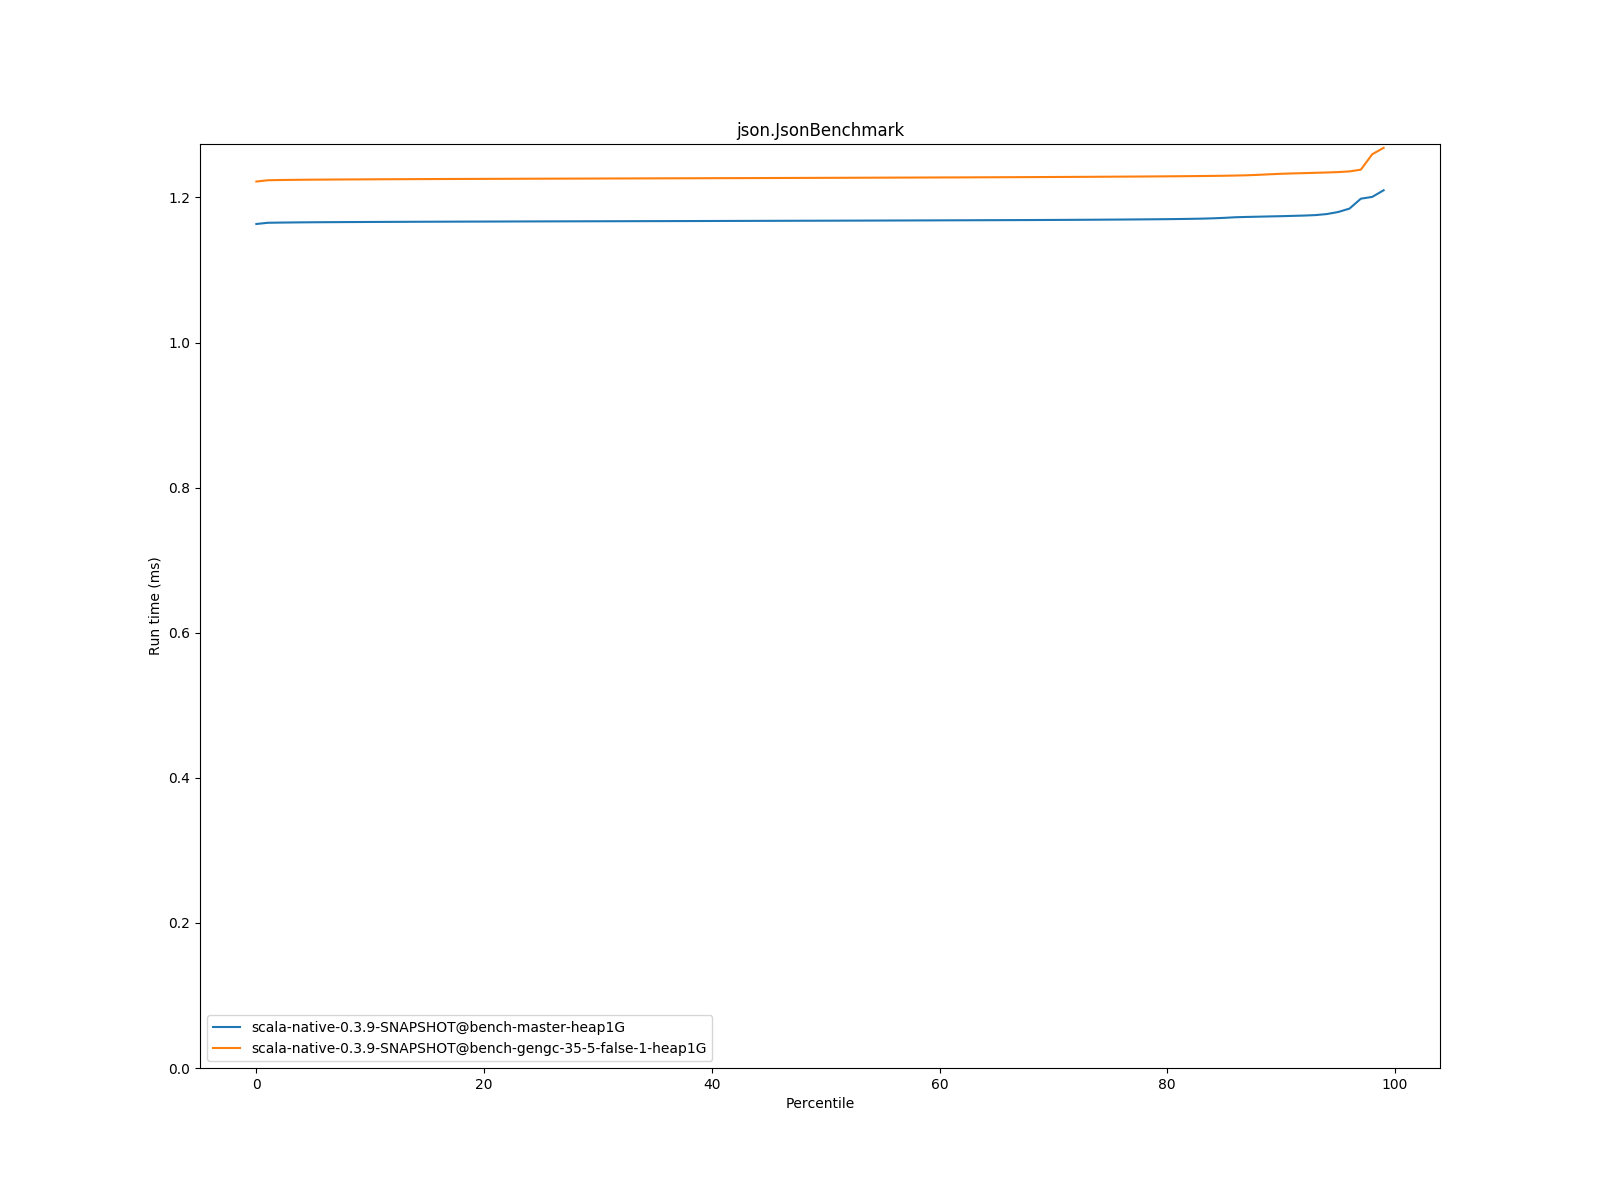 json.JsonBenchmark
1.2
1.0
0.8
0.6
0.4
0.2
0.0
Run time (ms)
scala-native-0.3.9-SNAPSHOT@bench-master-heap1G
scala-native-0.3.9-SNAPSHOT@bench-gengc-35-5-false-1-heap1G
0 20 40 60 80 100
Percentile